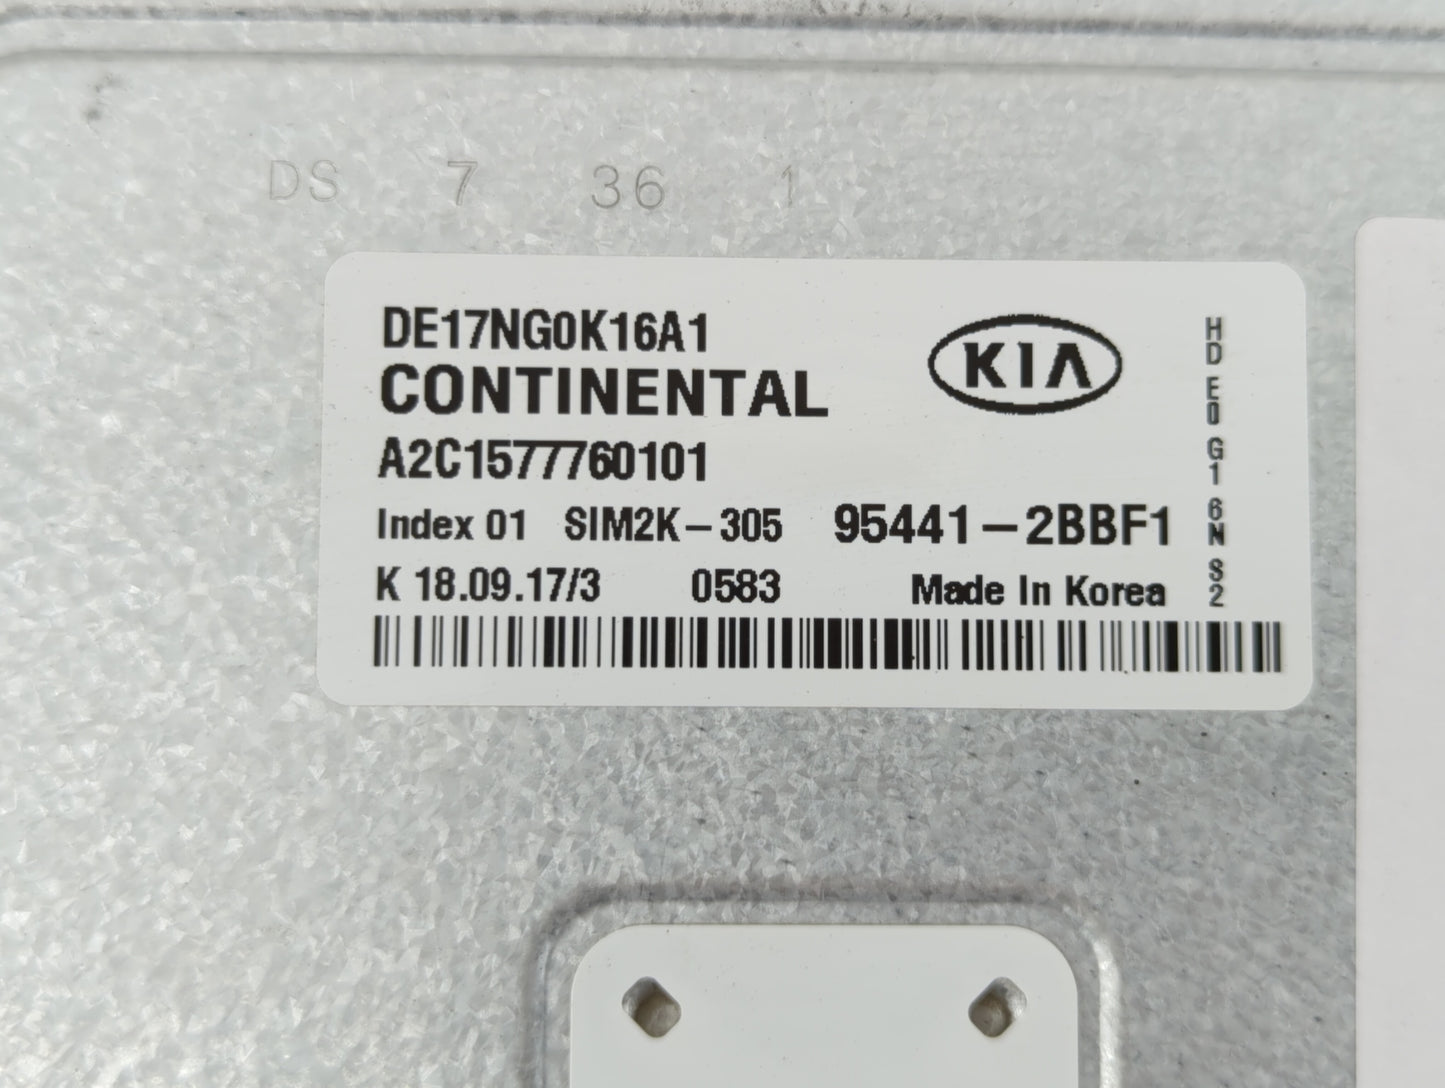 DS 7 36 1
DE17NG0K16A1
CONTINENTAL
KIA
A2C1577760101
Index 01 SIM2K-305 95441-2BBF1
K 18.09.17/3 0583 Made In Korea
HD E0 G1 6N S2